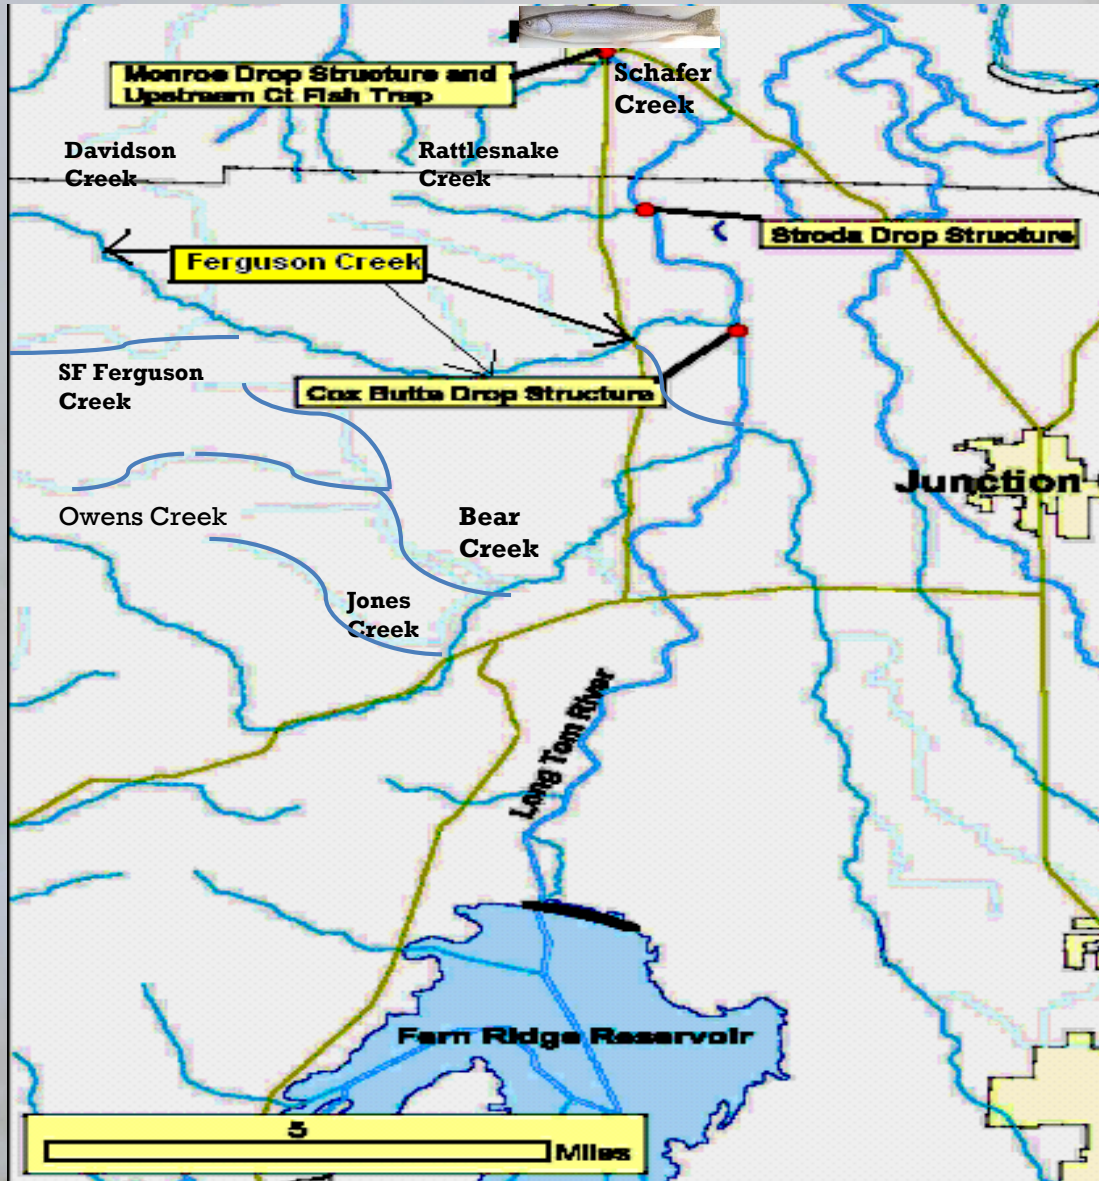 Monroe Drop Structure and
Upstream Ct Fish Trap
Schafer
Creek
Davidson
Creek
Rattlesnake
Creek
Stroda Drop Structure
Ferguson Creek
SF Ferguson
Creek
Cox Butte Drop Structure
Junction
Owens Creek
Bear
Creek
Jones
Creek
Long Tom River
Fern Ridge Reservoir
5
Miles